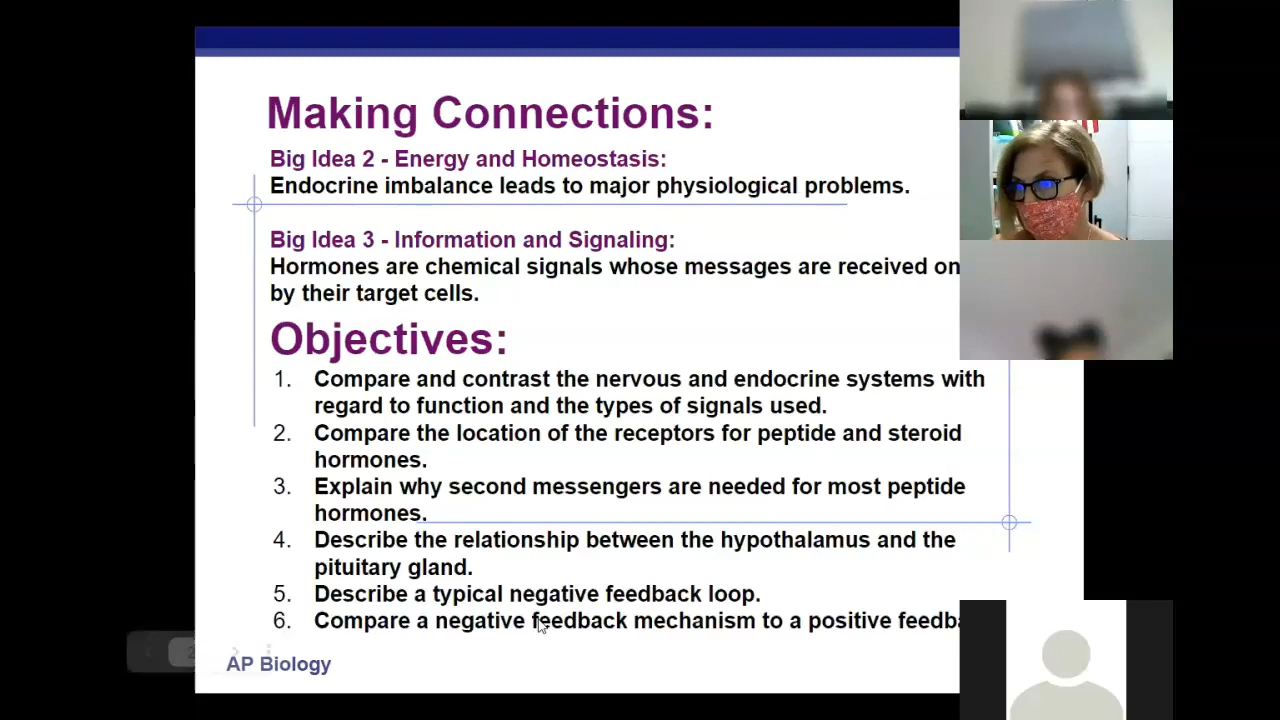 Making Connections:
Big Idea 2 - Energy and Homeostasis:
Endocrine imbalance leads to major physiological problems.
Big Idea 3 - Information and Signaling:
Hormones are chemical signals whose messages are received on
by their target cells.
Objectives:
1. Compare and contrast the nervous and endocrine systems with
regard to function and the types of signals used.
2. Compare the location of the receptors for peptide and steroid
hormones.
3. Explain why second messengers are needed for most peptide
hormones.
4. Describe the relationship between the hypothalamus and the
pituitary gland.
5. Describe a typical negative feedback loop.
6. Compare a negative feedback mechanism to a positive
2
AP Biology